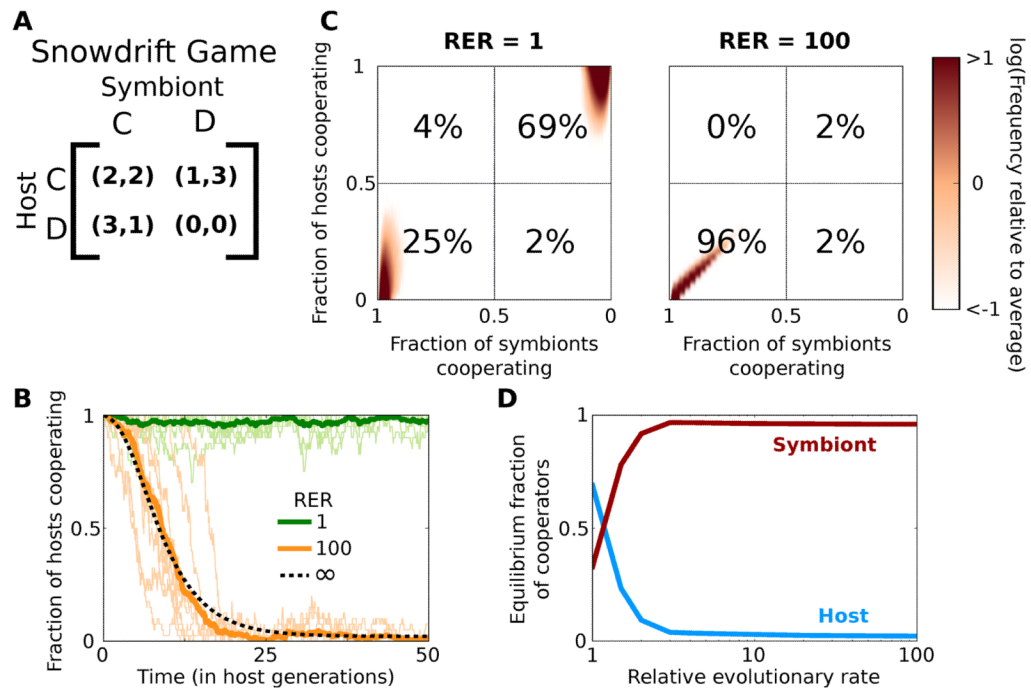 A
Snowdrift Game
Symbiont
C D
Host
C (2,2) (1,3)
D (3,1) (0,0)
C
RER = 1
RER = 100
Fraction of hosts cooperating
1
0.5
0
4% 69%
25% 2%
1 0.5 0
Fraction of symbionts
cooperating
0% 2%
96% 2%
1 0.5 0
Fraction of symbionts
cooperating
>1
0
<-1
log(Frequency relative to average)
B
Fraction of hosts cooperating
1
0.5
0
RER
1
100
∞
0 25 50
Time (in host generations)
D
Equilibrium fraction
of cooperators
1
0.5
0
Symbiont
Host
1 10 100
Relative evolutionary rate